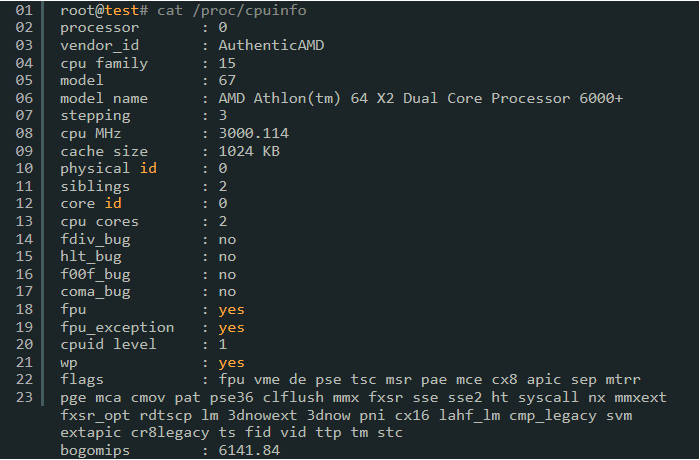 01 root@test# cat /proc/cpuinfo
02 processor : 0
03 vendor_id : AuthenticAMD
04 cpu family : 15
05 model : 67
06 model name : AMD Athlon(tm) 64 X2 Dual Core Processor 6000+
07 stepping : 3
08 cpu MHz : 3000.114
09 cache size : 1024 KB
10 physical id : 0
11 siblings : 2
12 core id : 0
13 cpu cores : 2
14 fdiv_bug : no
15 hlt_bug : no
16 f00f_bug : no
17 coma_bug : no
18 fpu : yes
19 fpu_exception : yes
20 cpuid level : 1
21 wp : yes
22 flags : fpu vme de pse tsc msr pae mce cx8 apic sep mtrr
23 pge mca cmov pat pse36 clflush mmx fxsr sse sse2 ht syscall nx mmxext
fxsr_opt rdtscp lm 3dnowext 3dnow pni cx16 lahf_lm cmp_legacy svm
extapic cr8legacy ts fid vid ttp tm stc
bogomips : 6141.84